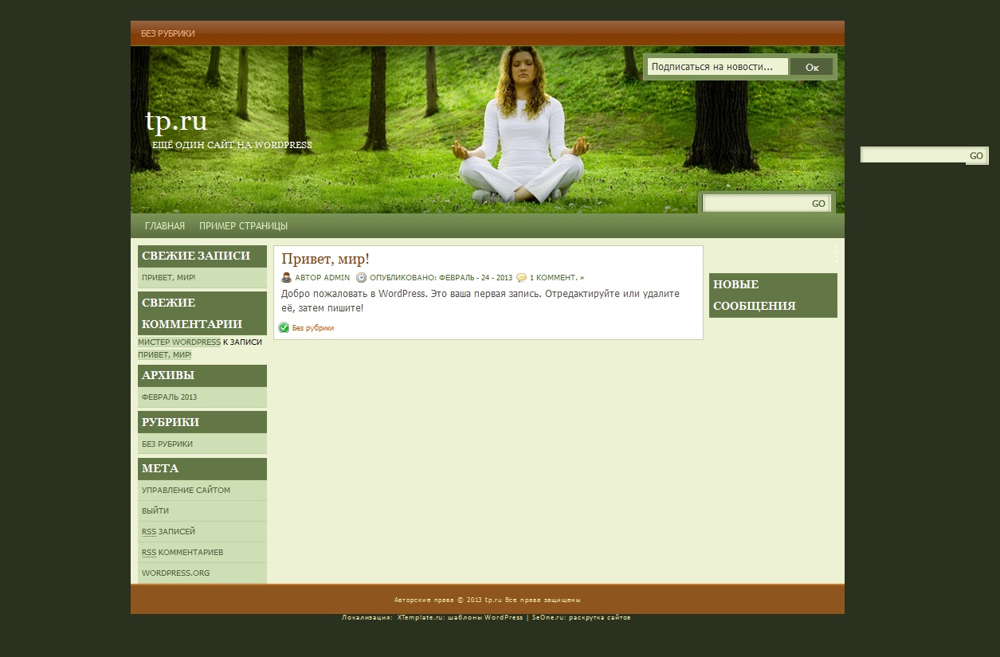 БЕЗ РУБРИКИ
Подписаться на новости... Ок
tp.ru
ЕЩЁ ОДИН САЙТ НА WORDPRESS
GO
GO
ГЛАВНАЯ ПРИМЕР СТРАНИЦЫ
СВЕЖИЕ ЗАПИСИ
ПРИВЕТ, МИР!
СВЕЖИЕ
КОММЕНТАРИИ
МИСТЕР WORDPRESS К ЗАПИСИ
ПРИВЕТ, МИР!
АРХИВЫ
ФЕВРАЛЬ 2013
РУБРИКИ
БЕЗ РУБРИКИ
МЕТА
УПРАВЛЕНИЕ САЙТОМ
ВЫЙТИ
RSS ЗАПИСЕЙ
RSS КОММЕНТАРИЕВ
WORDPRESS.ORG
Привет, мир!
АВТОР ADMIN ОПУБЛИКОВАНО: ФЕВРАЛЬ - 24 - 2013 1 КОММЕНТ. »
Добро пожаловать в WordPress. Это ваша первая запись. Отредактируйте или удалите
её, затем пишите!
Без рубрики
НОВЫЕ
СООБЩЕНИЯ
Авторские права © 2013 tp.ru Все права защищены
Локализация: XTemplate.ru: шаблоны WordPress | SeOne.ru: раскрутка сайтов